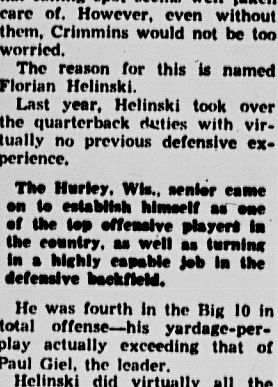 care of. However, even without
them, Crimmins would not be too
worried.
The reason for this is named
Florian Helinski.
Last year, Helinski took over
the quarterback duties with vir-
tually no previous defensive ex-
perience.
The Hurley, Wis., senior came
on to establish himself as one
of the top offensive players in
the country, as well as turning
in a highly capable job in the
defensive backfield.
He was fourth in the Big 10 in
total offense—his yardage-per-
play actually exceeding that of
Paul Giel, the leader.
Helinski did virtually all the